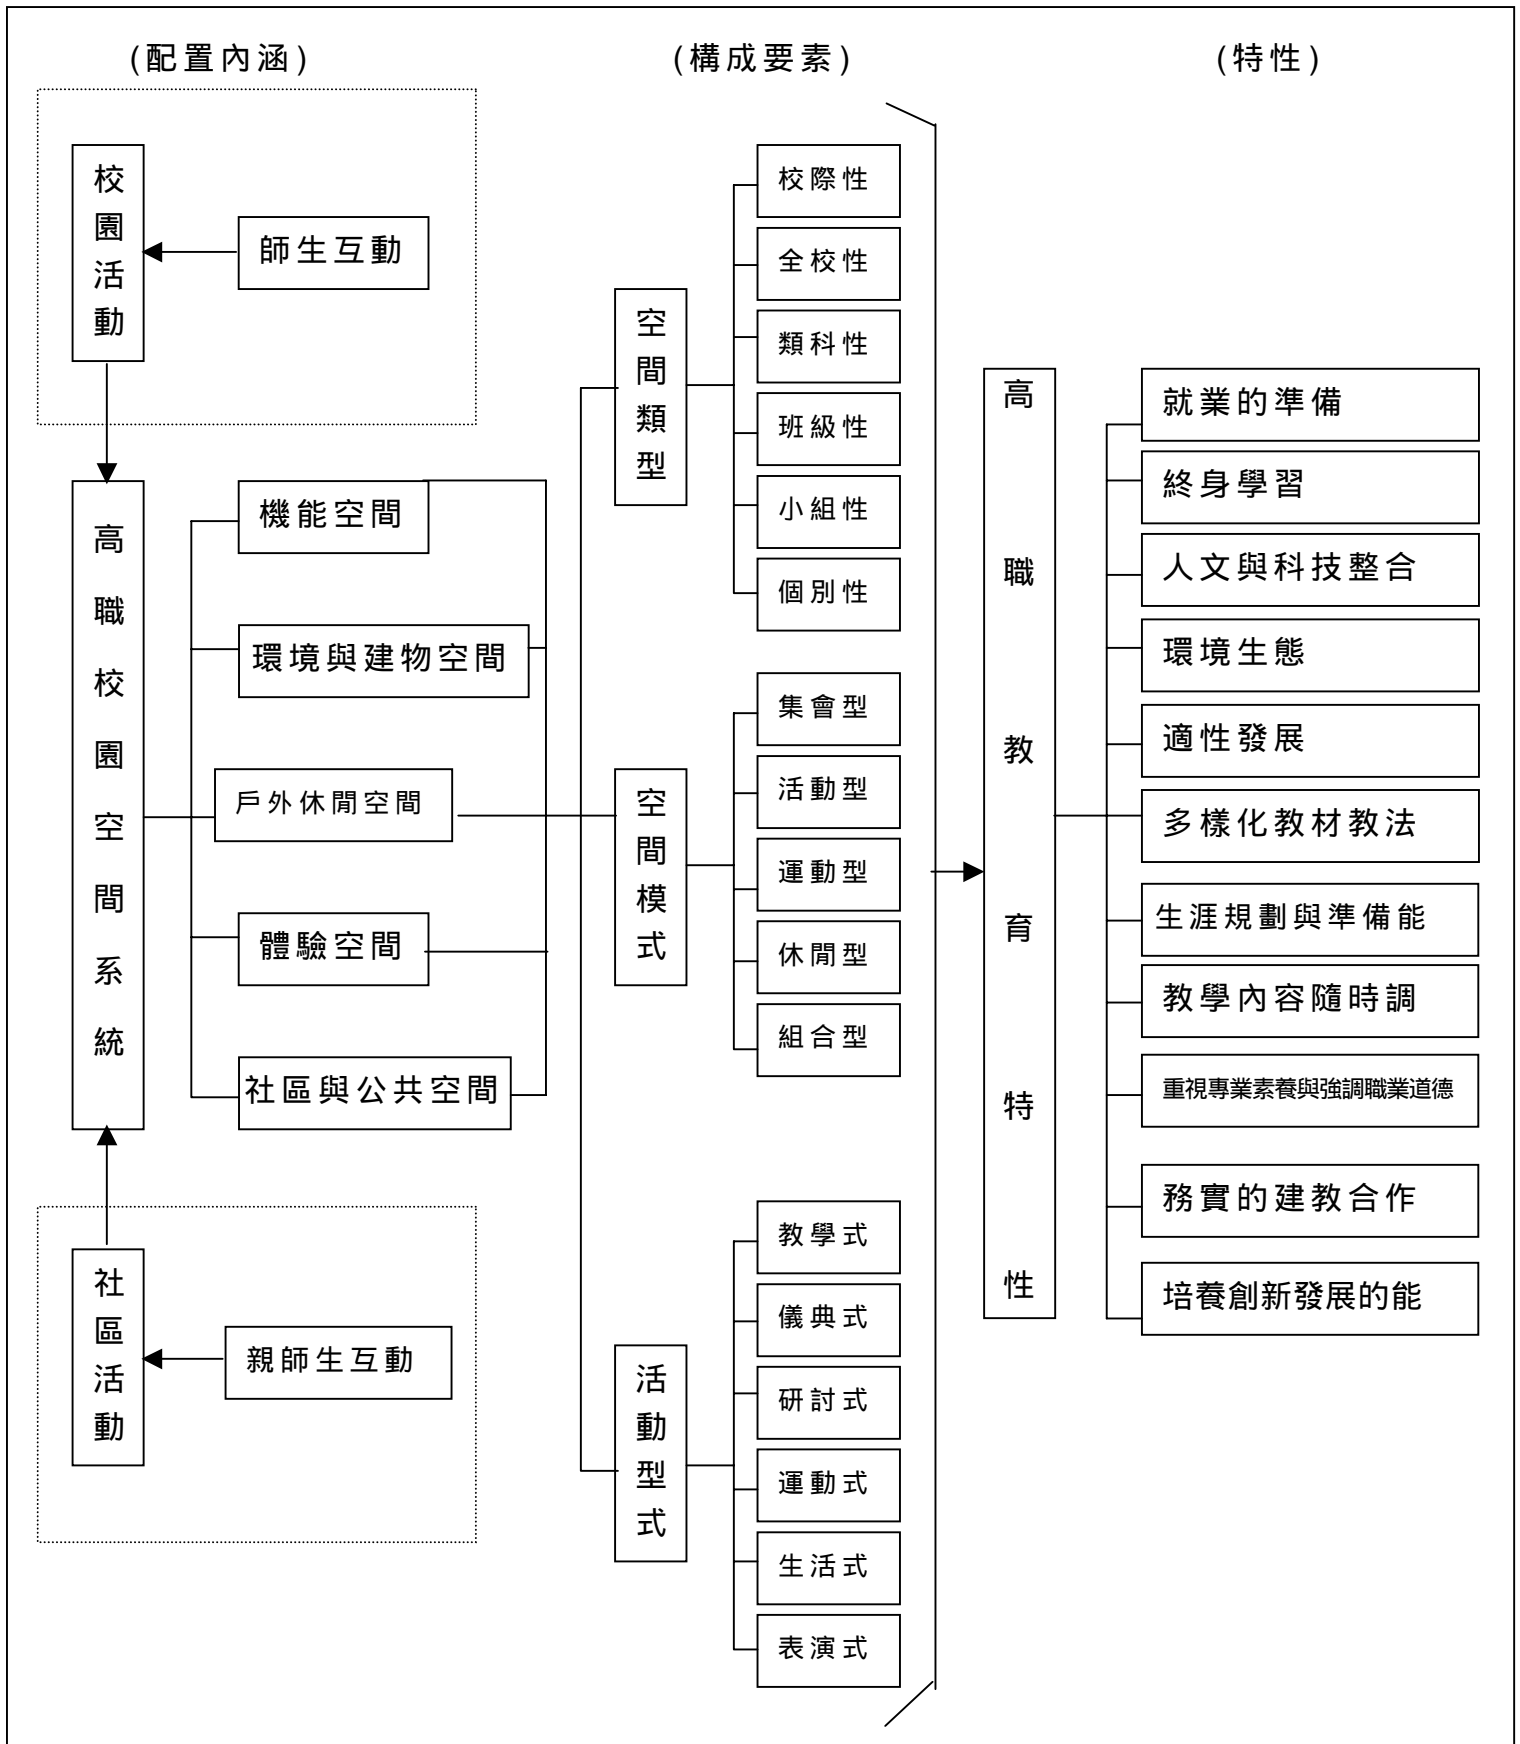 (配置內涵)
(構成要素)
(特性)
校園活動
師生互動
高職校園空間系統
機能空間
環境與建物空間
戶外休閒空間
體驗空間
社區與公共空間
社區活動
親師生互動
空間類型
校際性
全校性
類科性
班級性
小組性
個別性
空間模式
集會型
活動型
運動型
休閒型
組合型
活動型式
教學式
儀典式
研討式
運動式
生活式
表演式
高職教育特性
就業的準備
終身學習
人文與科技整合
環境生態
適性發展
多樣化教材教法
生涯規劃與準備能
教學內容隨時調
重視專業素養與強調職業道德
務實的建教合作
培養創新發展的能